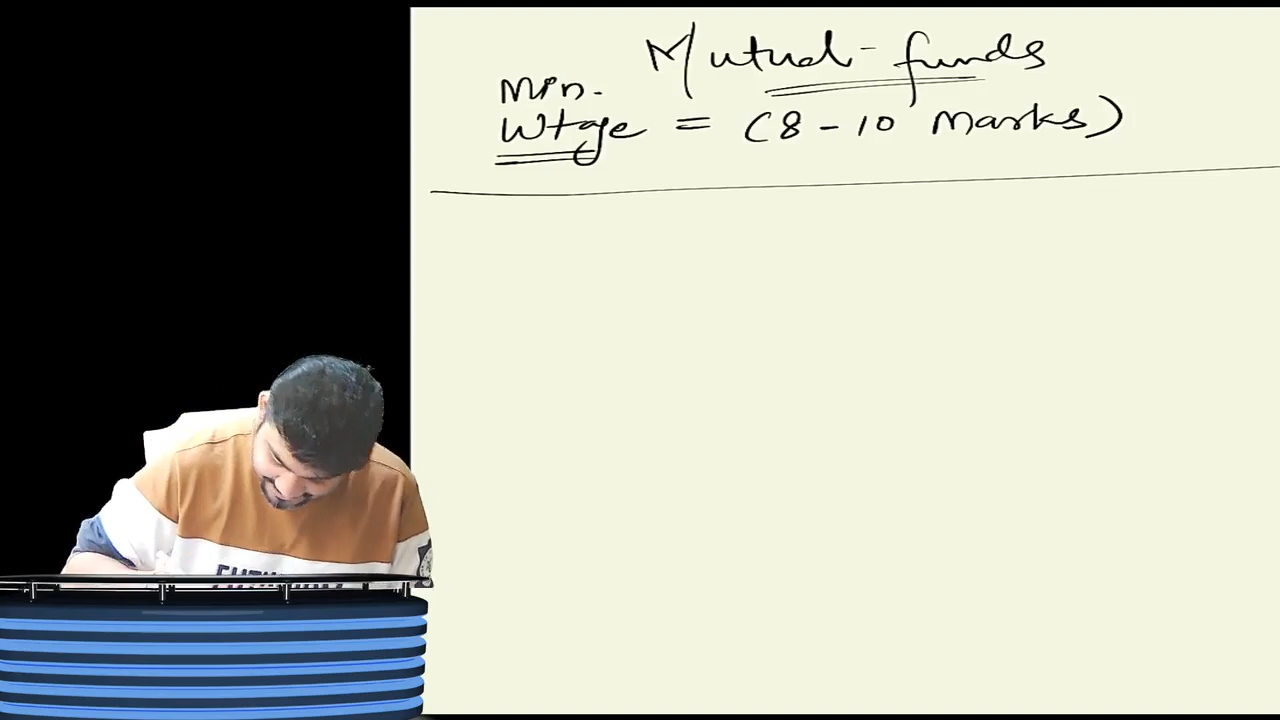 Mutual-funds
Min.
Wtge = (8-10 Marks)